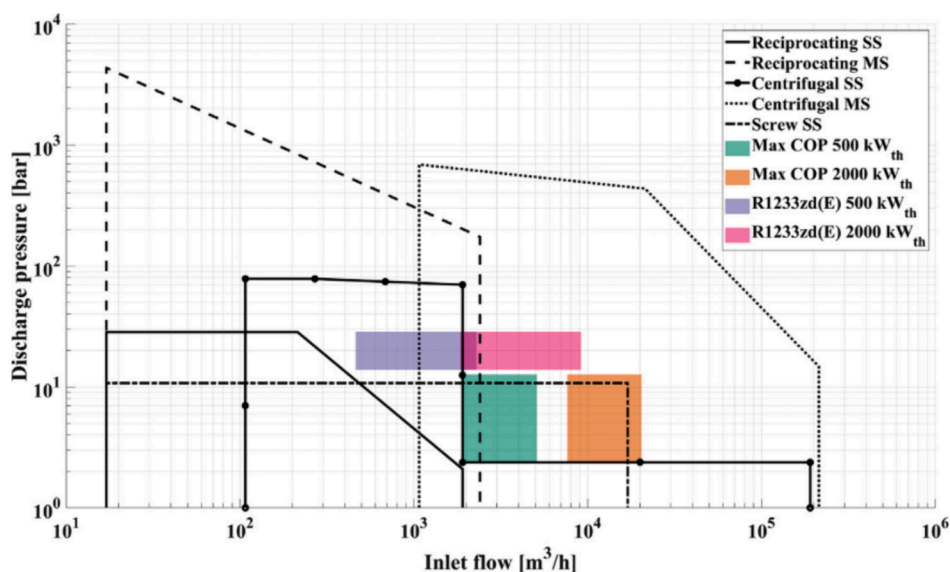 10^4
10^3
10^2
10^1
10^0
Discharge pressure [bar]
Reciprocating SS
Reciprocating MS
Centrifugal SS
Centrifugal MS
Screw SS
Max COP 500 kW_th
Max COP 2000 kW_th
R1233zd(E) 500 kW_th
R1233zd(E) 2000 kW_th
10^1 10^2 10^3 10^4 10^5 10^6
Inlet flow [m^3/h]